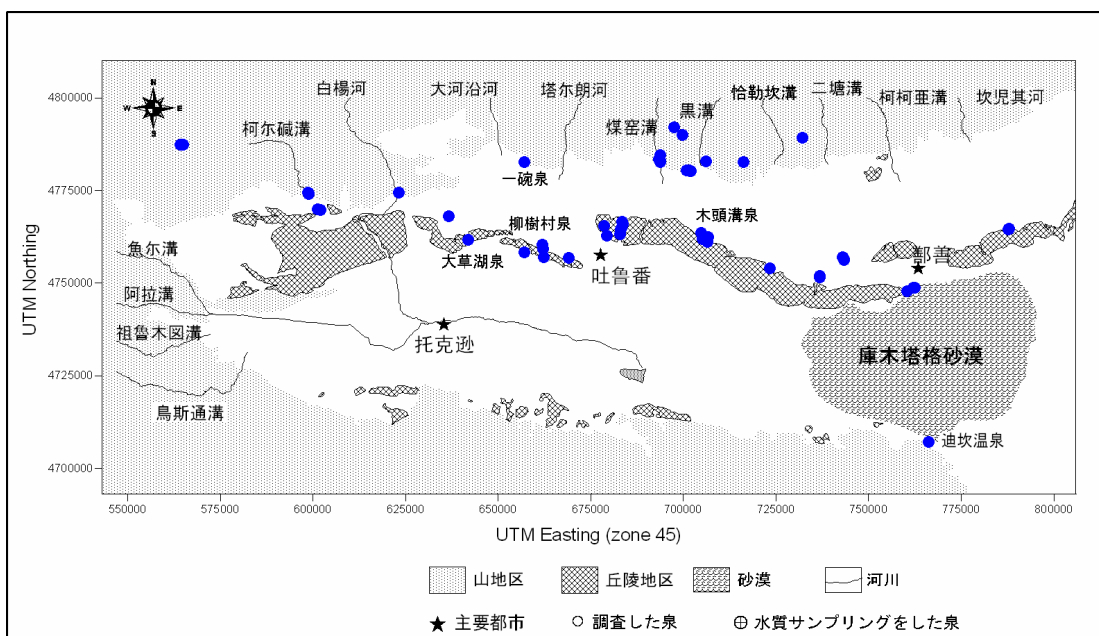 4800000
4775000
4750000
4725000
4700000
UTM Northing
N
W
E
S
白楊河
大河沿河
塔尔朗河
恰勒坎溝
二塘溝
柯柯亜溝
坎児其河
柯尓碱溝
煤窑溝
黒溝
一碗泉
柳樹村泉
木頭溝泉
大草湖泉
魚尓溝
阿拉溝
祖魯木図溝
烏斯通溝
吐鲁番
鄯善
托克逊
庫木塔格砂漠
迪坎温泉
550000 575000 600000 625000 650000 675000 700000 725000 750000 775000 800000
UTM Easting (zone 45)
山地区 丘陵地区 砂漠 河川
主要都市 調査した泉 水質サンプリングをした泉